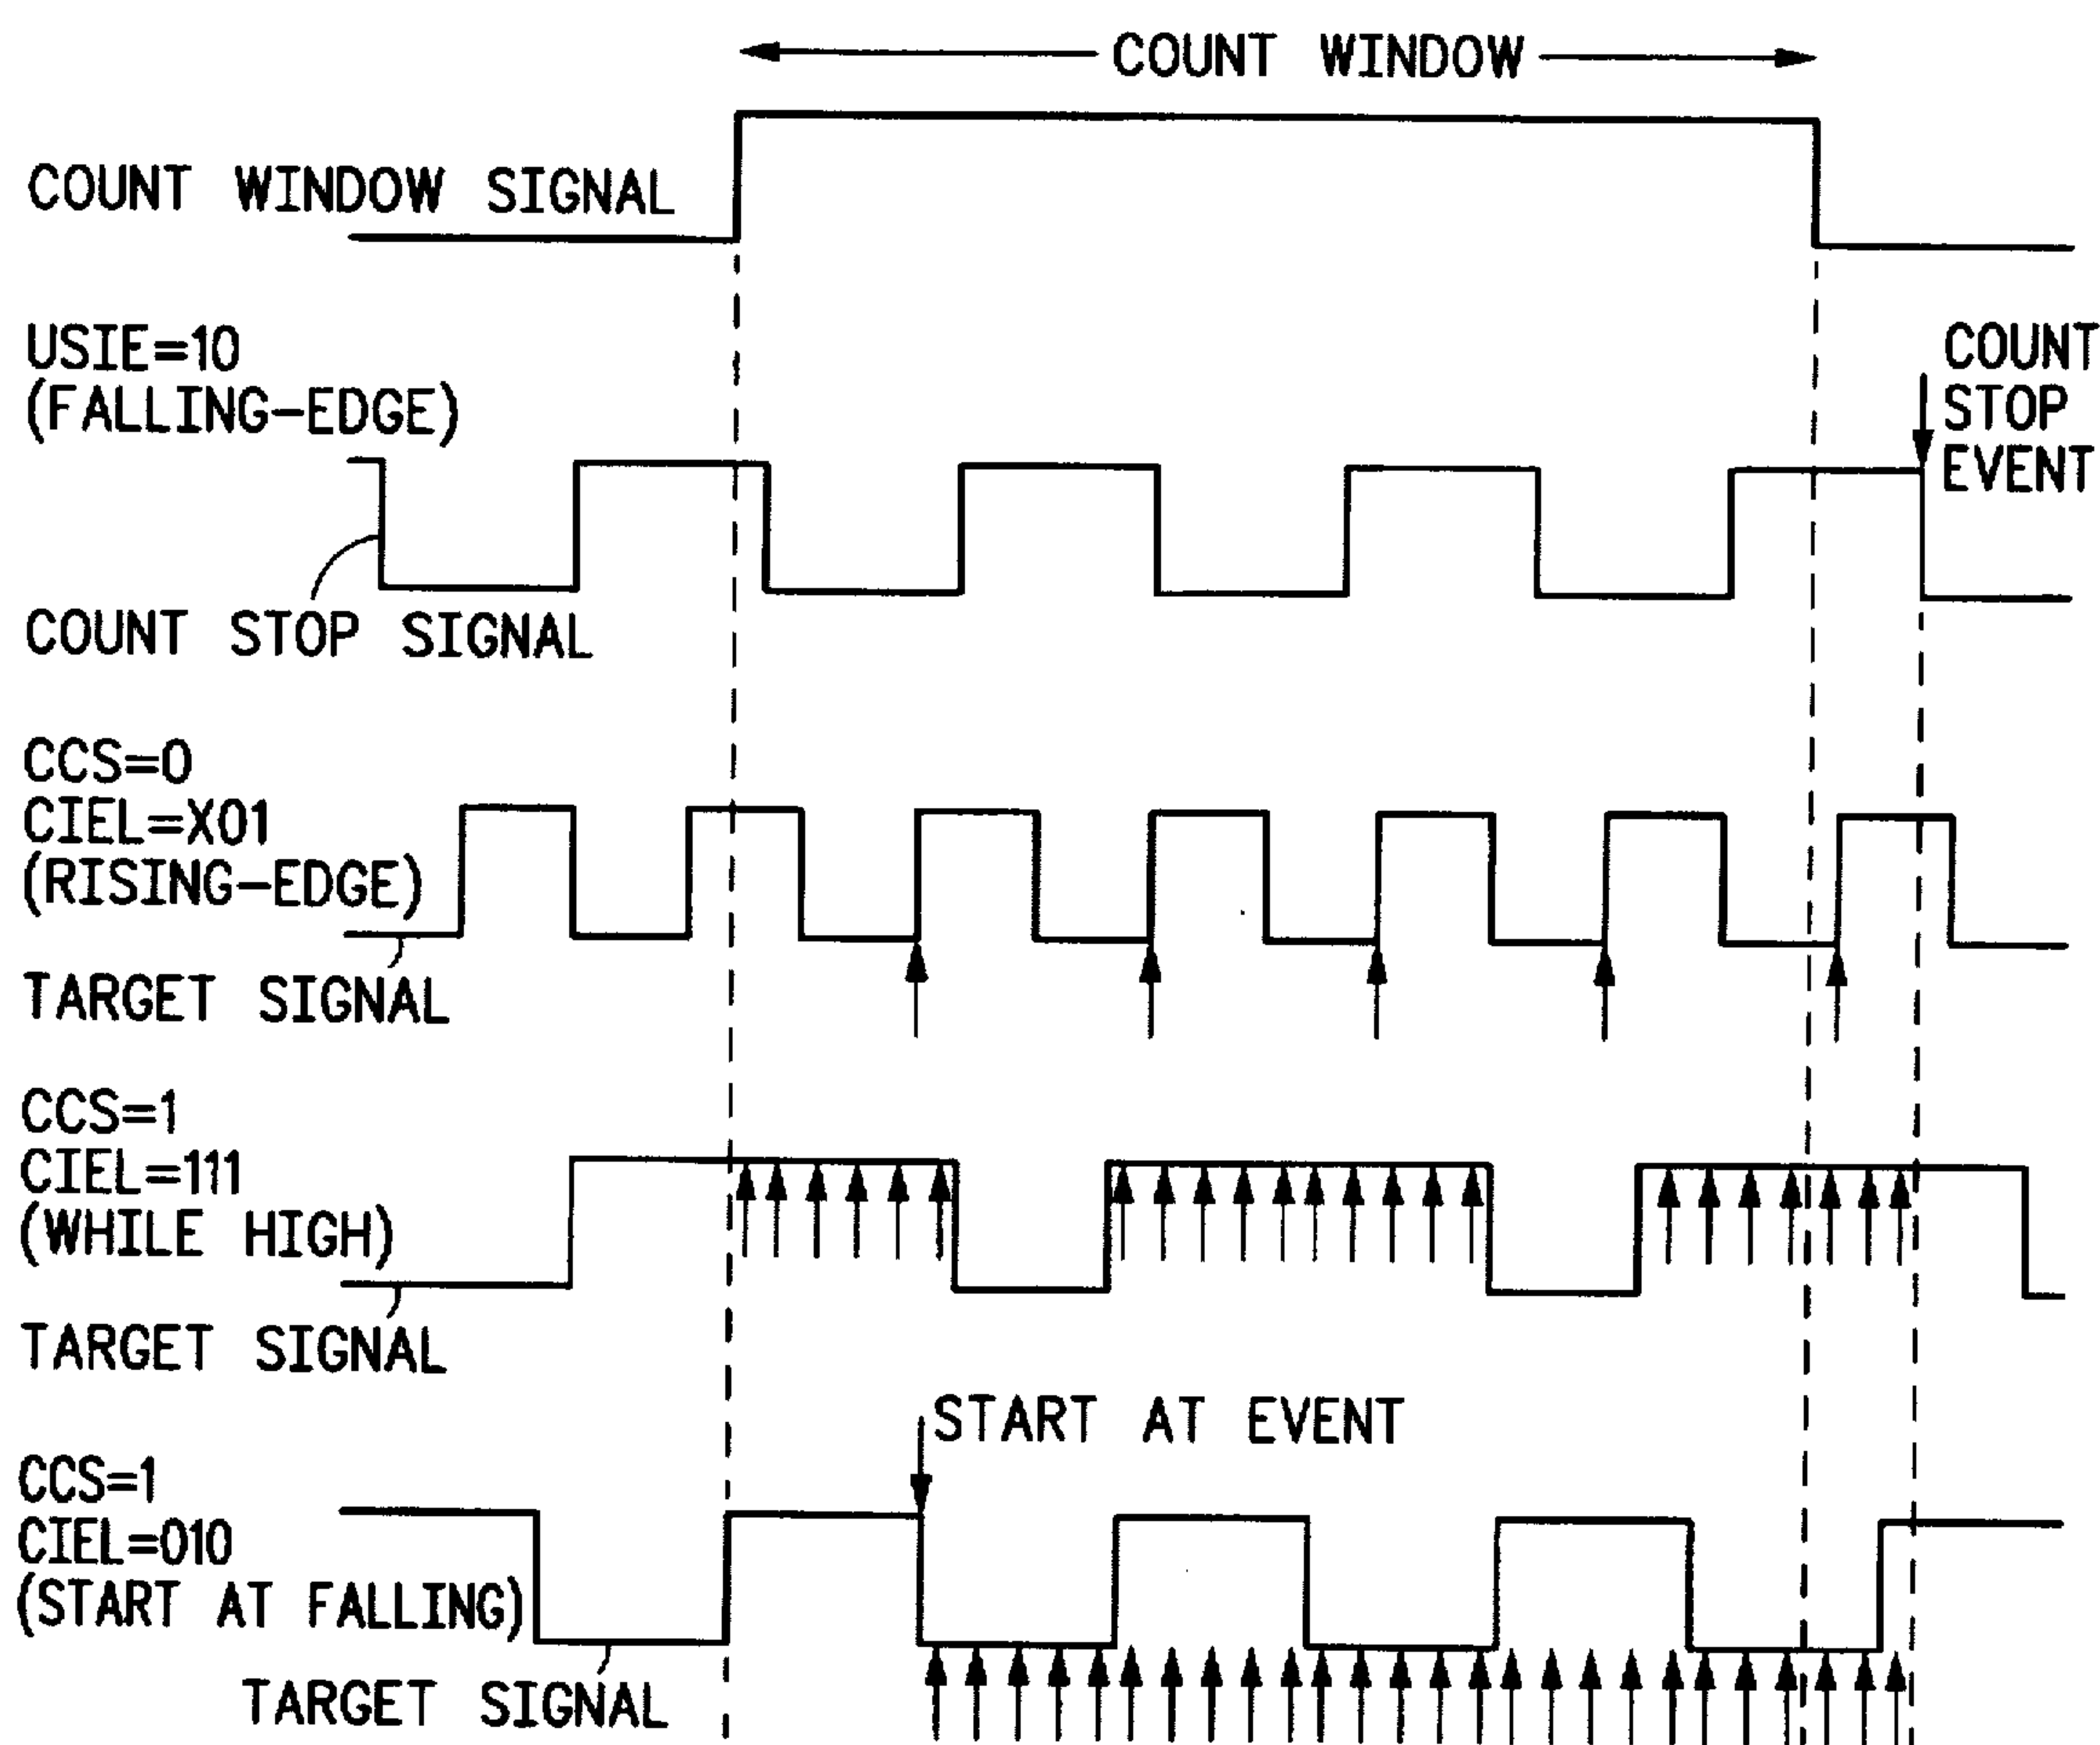 COUNT WINDOW
COUNT WINDOW SIGNAL
USIE=10
(FALLING-EDGE)
COUNT
STOP
EVENT
COUNT STOP SIGNAL
CCS=0
CIEL=X01
(RISING-EDGE)
TARGET SIGNAL
CCS=1
CIEL=111
(WHILE HIGH)
TARGET SIGNAL
START AT EVENT
CCS=1
CIEL=010
(START AT FALLING)
TARGET SIGNAL